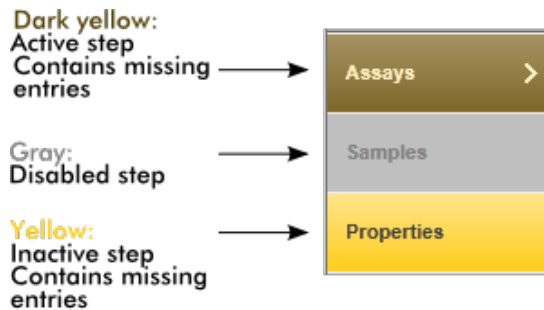 Dark yellow:
Active step
Contains missing
entries
Assays
Gray:
Disabled step
Samples
Yellow:
Inactive step
Contains missing
entries
Properties